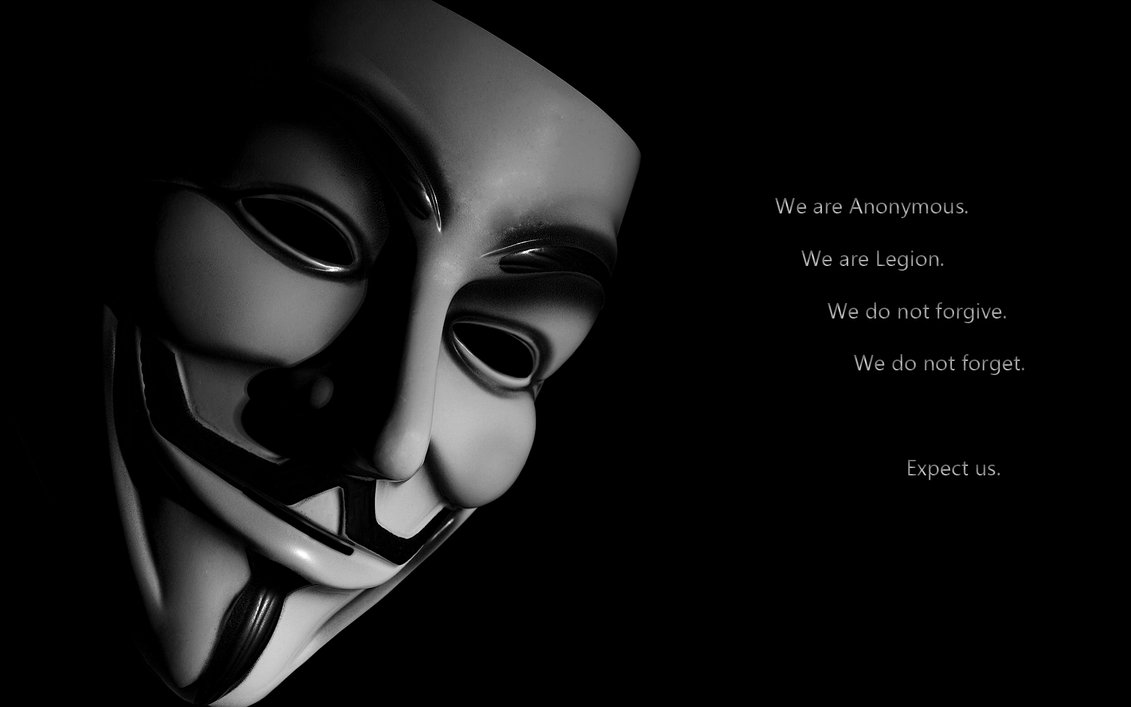 We are Anonymous.
We are Legion.
We do not forgive.
We do not forget.
Expect us.